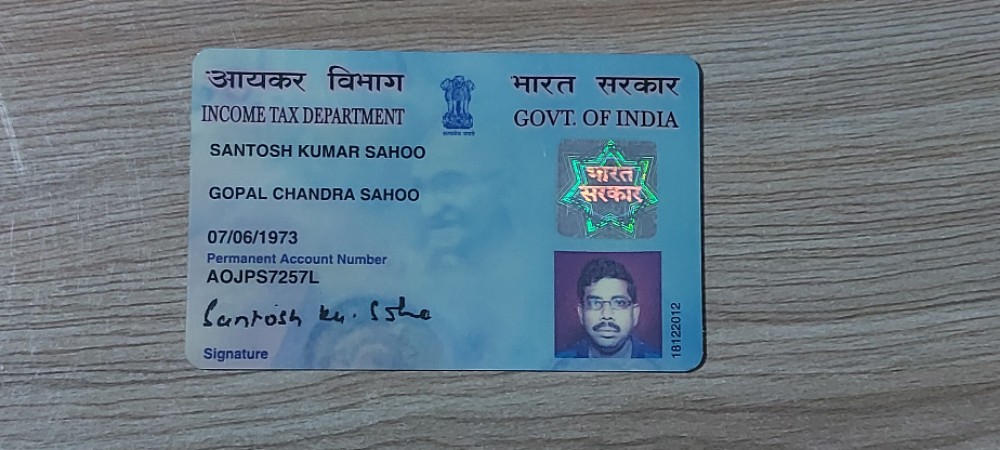 आयकर विभाग
INCOME TAX DEPARTMENT
भारत सरकार
GOVT. OF INDIA
SANTOSH KUMAR SAHOO
GOPAL CHANDRA SAHOO
07/06/1973
Permanent Account Number
AOJPS7257L
Santosh Ku. Sahoo
Signature
भारत
सरकार
18122012